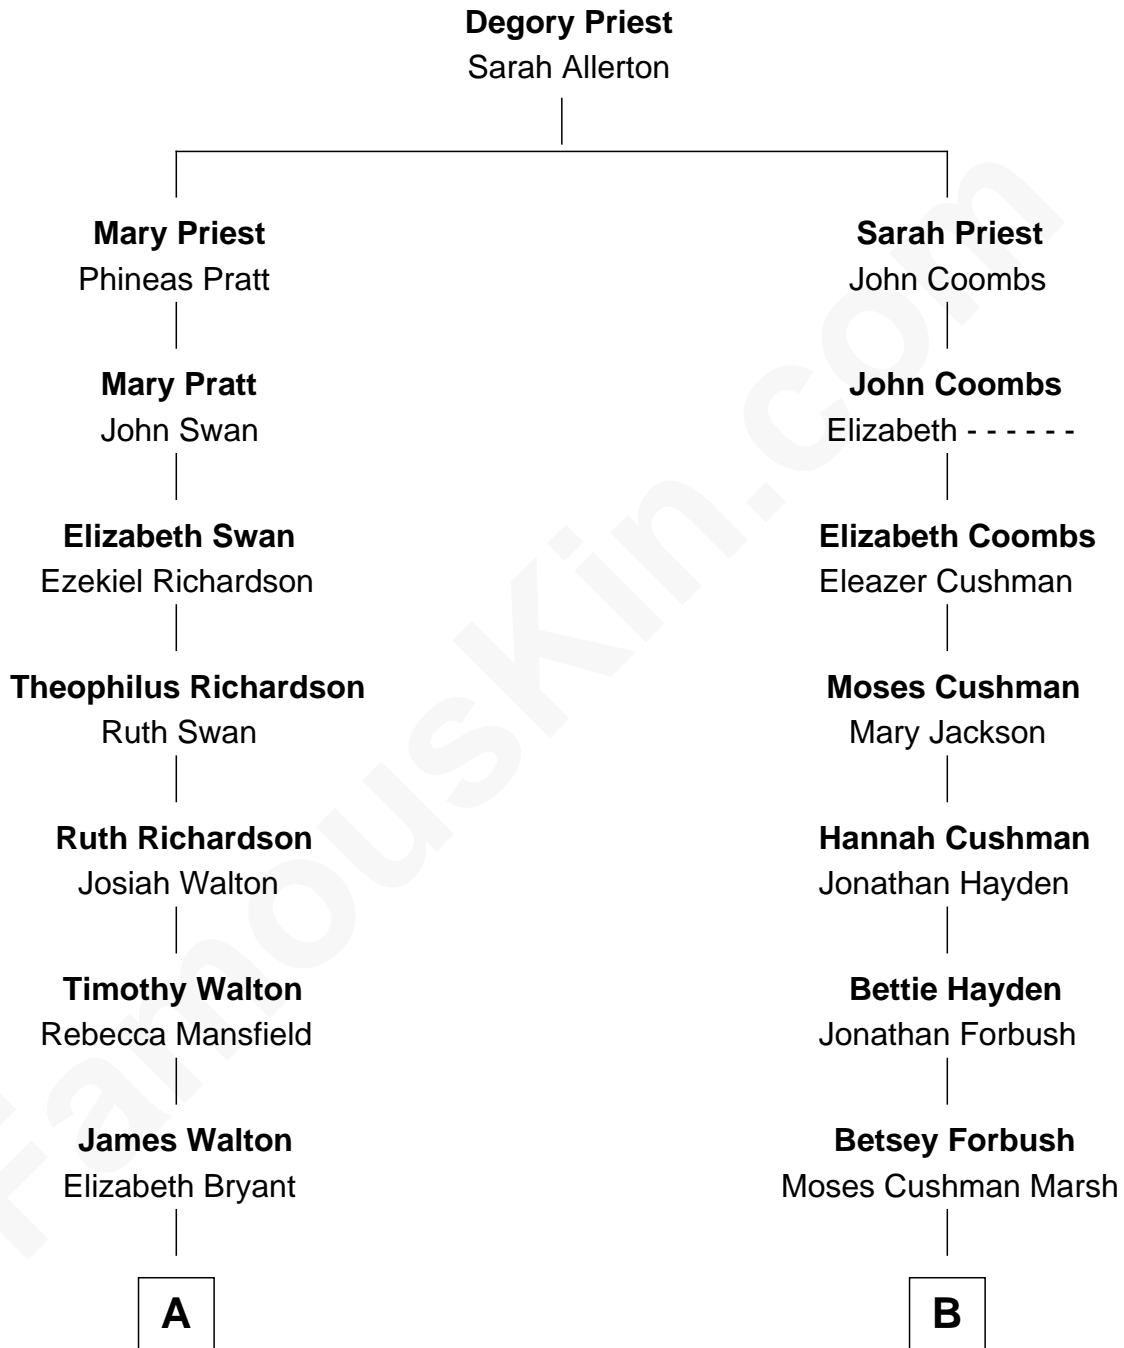 Degory Priest
Sarah Allerton
Mary Priest
Phineas Pratt
Sarah Priest
John Coombs
Mary Pratt
John Swan
John Coombs
Elizabeth - - - - - -
Elizabeth Swan
Ezekiel Richardson
Elizabeth Coombs
Eleazer Cushman
Theophilus Richardson
Ruth Swan
Moses Cushman
Mary Jackson
Ruth Richardson
Josiah Walton
Hannah Cushman
Jonathan Hayden
Timothy Walton
Rebecca Mansfield
Bettie Hayden
Jonathan Forbush
James Walton
Elizabeth Bryant
Betsey Forbush
Moses Cushman Marsh
A
B
FamousKin.com